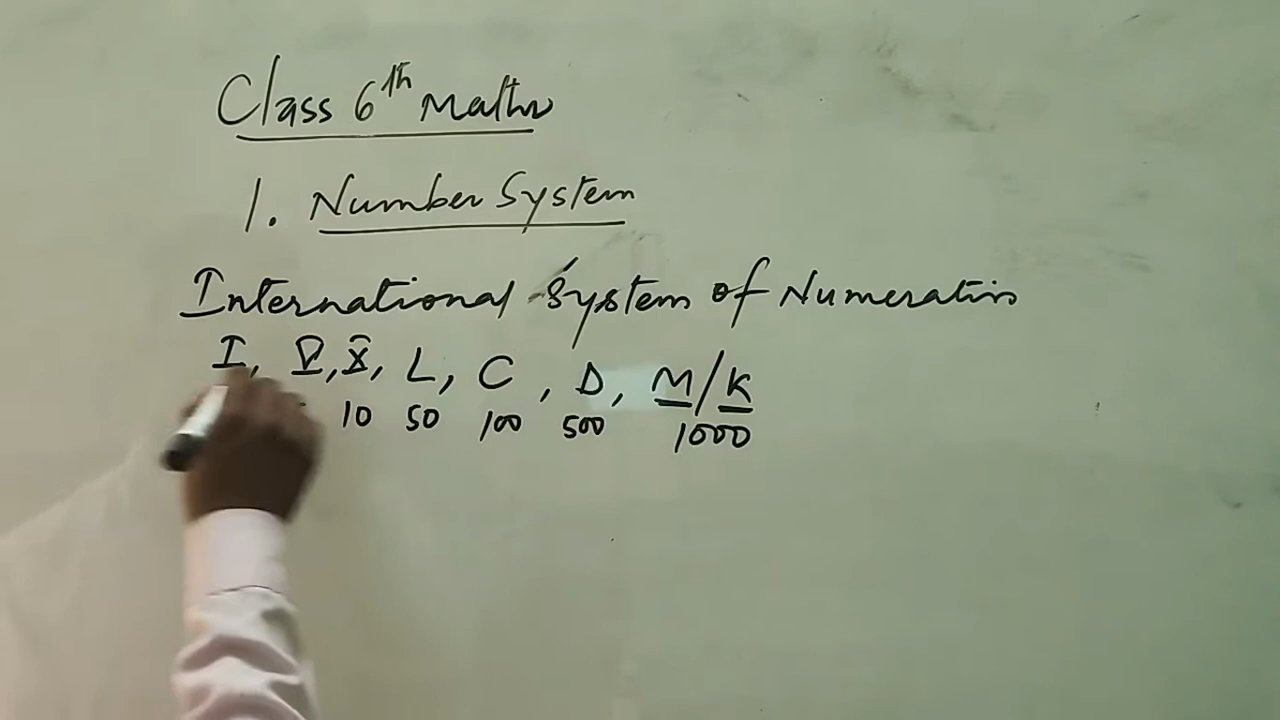 Class 6th Maths
1. Number System
International System of Numeration
I, V, X, L, C, D, M/K
10 50 100 500 1000